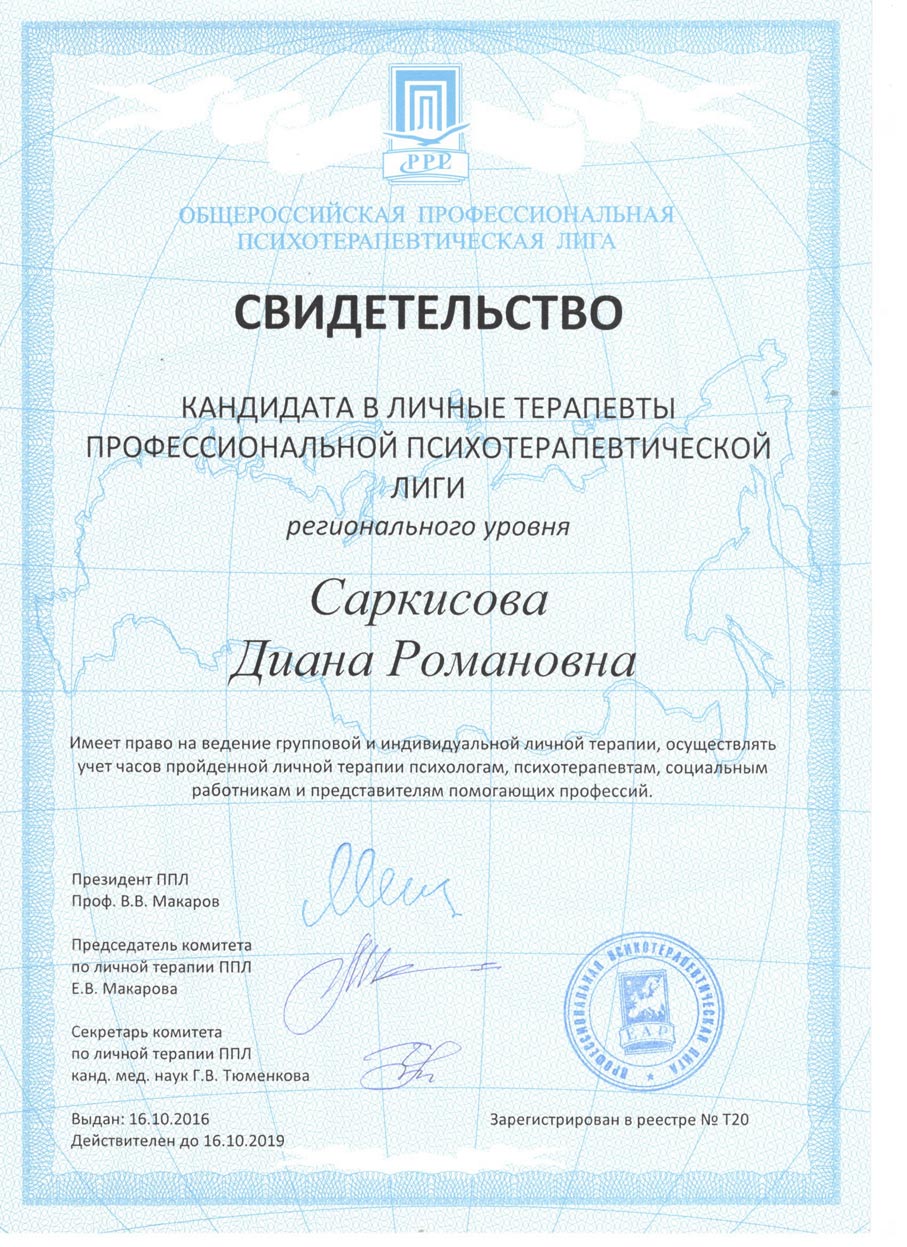 PPL
ОБЩЕРОССИЙСКАЯ ПРОФЕССИОНАЛЬНАЯ
ПСИХОТЕРАПЕВТИЧЕСКАЯ ЛИГА
СВИДЕТЕЛЬСТВО
КАНДИДАТА В ЛИЧНЫЕ ТЕРАПЕВТЫ
ПРОФЕССИОНАЛЬНОЙ ПСИХОТЕРАПЕВТИЧЕСКОЙ
ЛИГИ
регионального уровня
Саркисова
Диана Романовна
Имеет право на ведение групповой и индивидуальной личной терапии, осуществлять
учет часов пройденной личной терапии психологам, психотерапевтам, социальным
работникам и представителям помогающих профессий.
Президент ППЛ
Проф. В.В. Макаров
Председатель комитета
по личной терапии ППЛ
Е.В. Макарова
Секретарь комитета
по личной терапии ППЛ
канд. мед. наук Г.В. Тюменкова
ПРОФЕССИОНАЛЬНАЯ ПСИХОТЕРАПЕВТИЧЕСКАЯ ЛИГА
Выдан: 16.10.2016
Зарегистрирован в реестре № Т20
Действителен до 16.10.2019